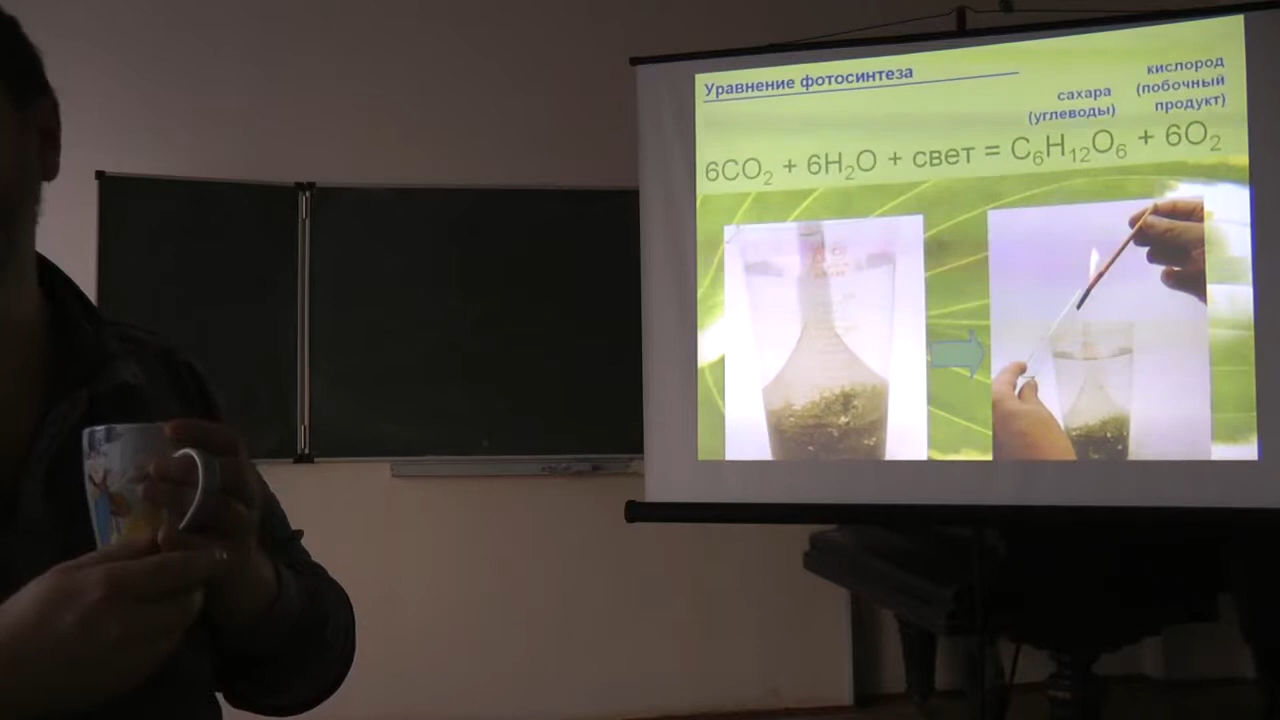 Уравнение фотосинтеза
сахара
(углеводы)
кислород
(побочный
продукт)
6CO₂ + 6H₂O + свет = C₆H₁₂O₆ + 6O₂